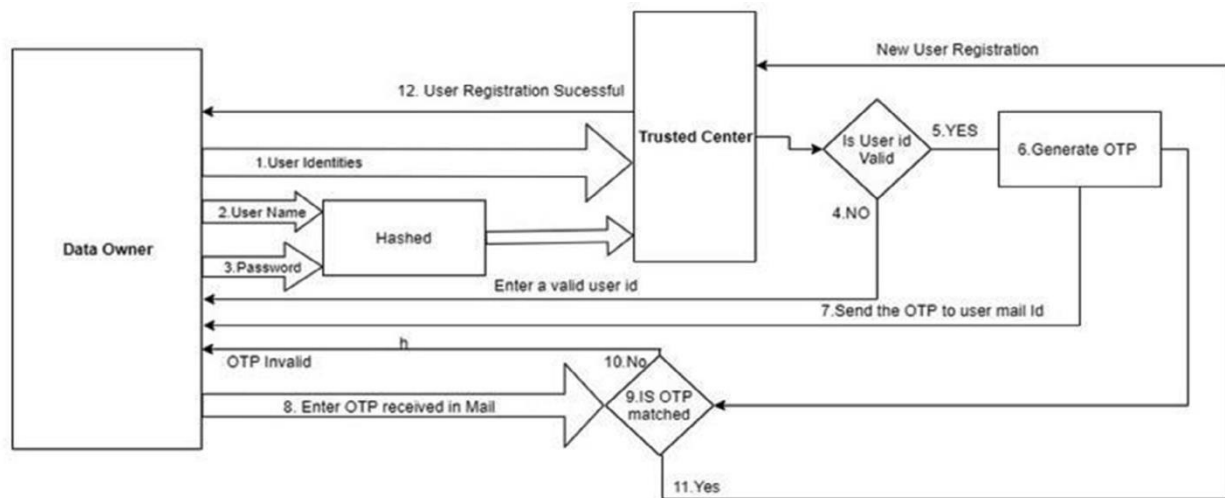 New User Registration
12. User Registration Sucessful
Trusted Center
Is User id
Valid
5.YES
6.Generate OTP
1.User Identities
2.User Name
Hashed
4.NO
Data Owner
3.Password
Enter a valid user id
7.Send the OTP to user mail Id
h
OTP Invalid
10.No
8. Enter OTP received in Mail
9.IS OTP
matched
11.Yes